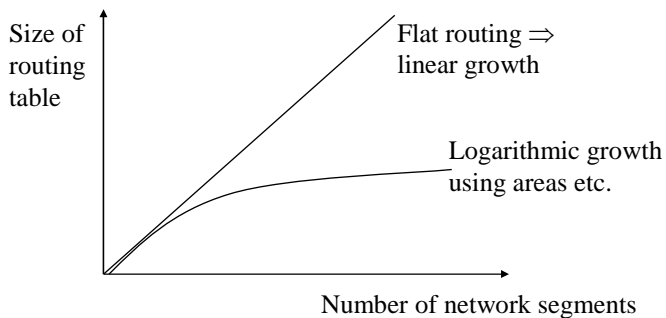 Size of
routing
table
Flat routing ⇒
linear growth
Logarithmic growth
using areas etc.
Number of network segments